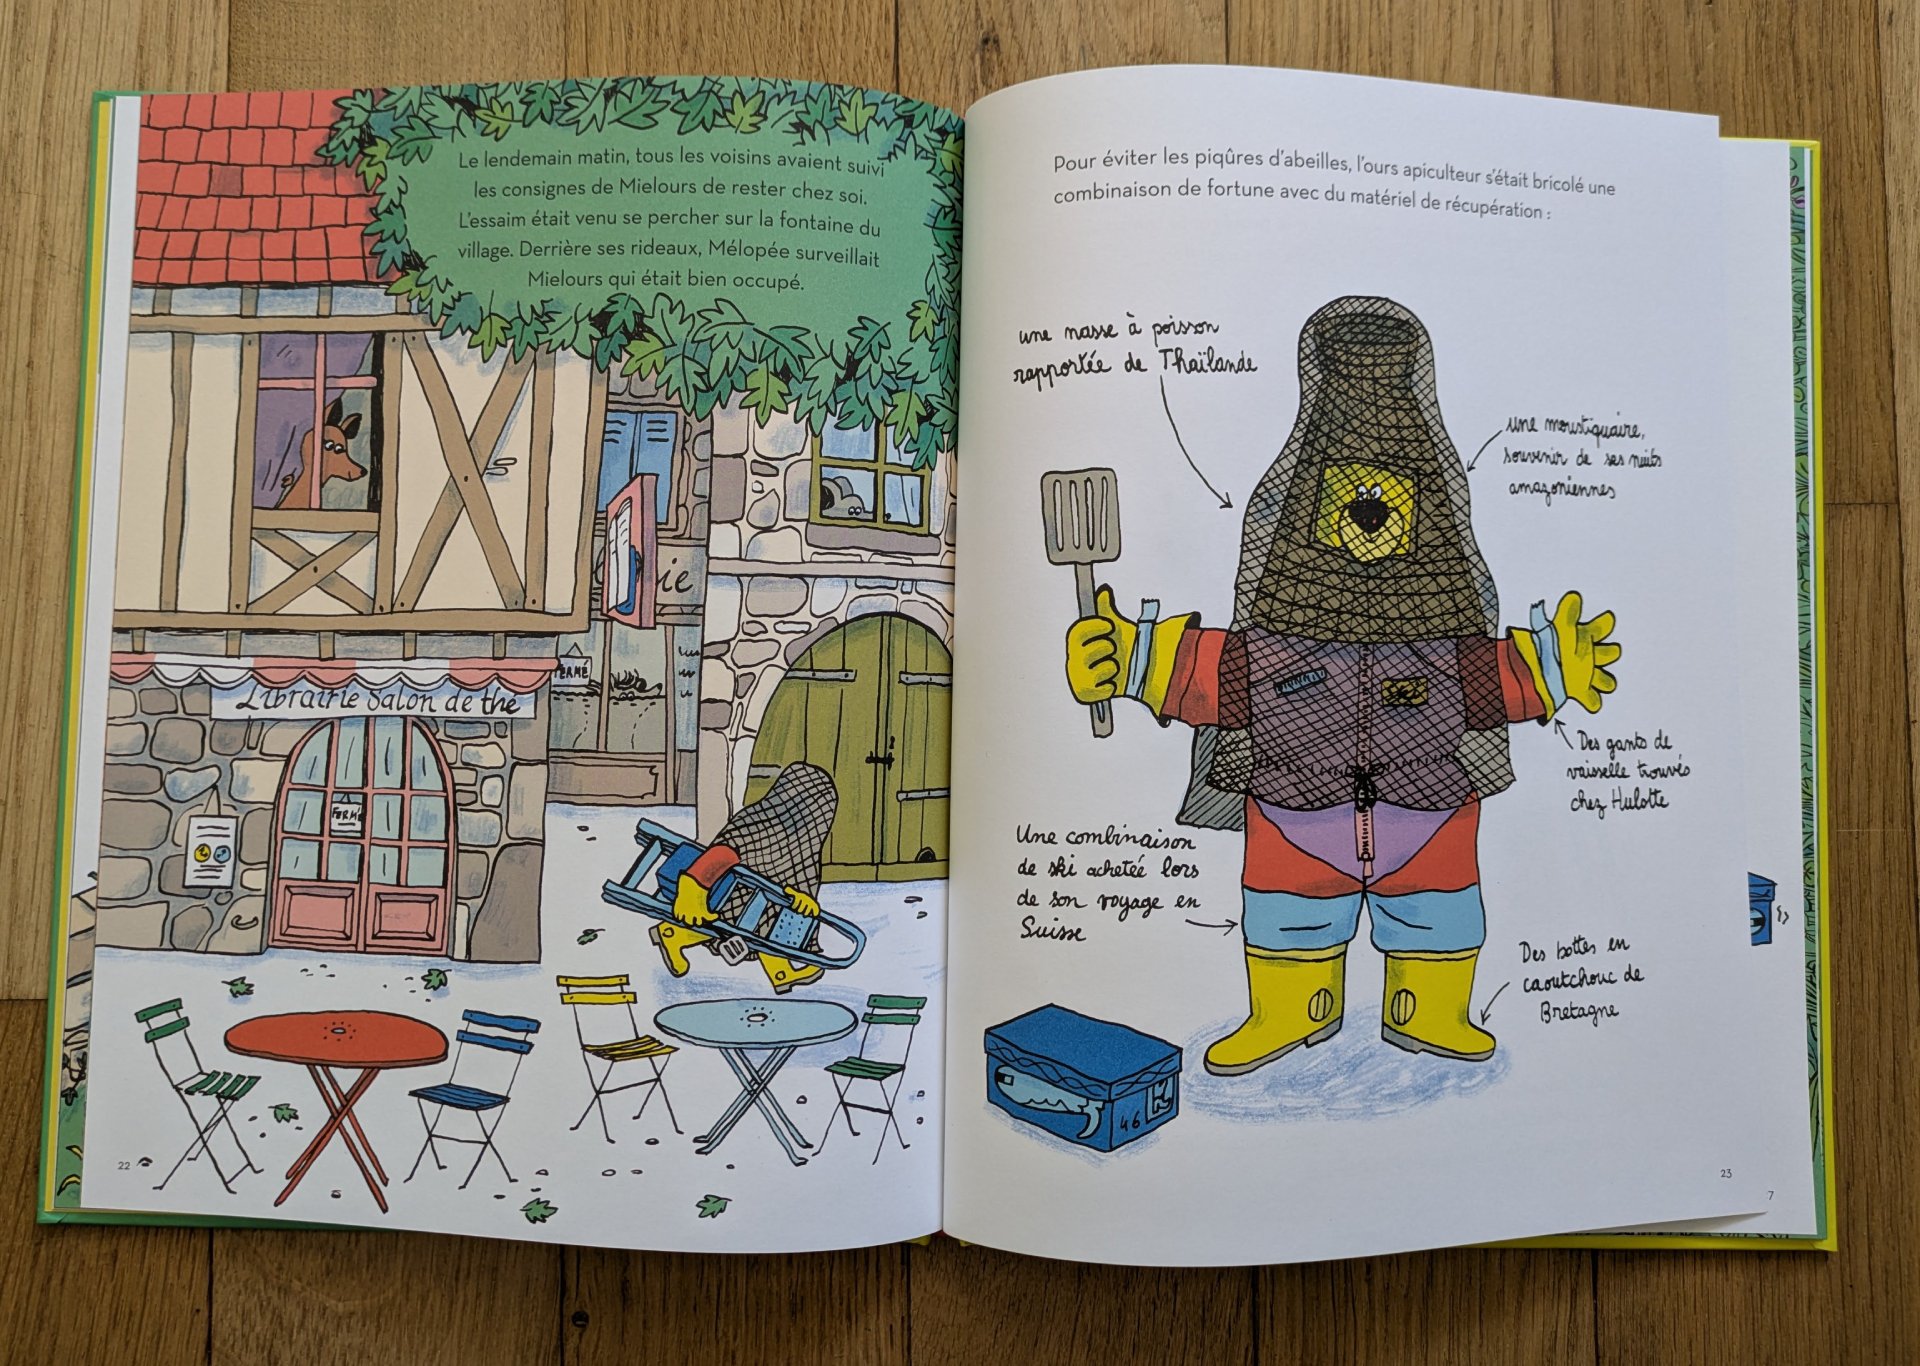 Le lendemain matin, tous les voisins avaient suivi
les consignes de Mielours de rester chez soi.
L'essaim était venu se percher sur la fontaine du
village. Derrière ses rideaux, Mélopée surveillait
Mielours qui était bien occupé.
rie
FERMÉ
Librairie Salon de thé
FERMÉ
22
Pour éviter les piqûres d'abeilles, l'ours apiculteur s'était bricolé une
combinaison de fortune avec du matériel de récupération :
une nasse à poisson
rapportée de Thaïlande
une moustiquaire,
souvenir de ses nuits
amazoniennes
Ski
Des gants de
vaisselle trouvés
chez Hulotte
Une combinaison
de ski achetée lors
de son voyage en
Suisse
Des bottes en
caoutchouc de
Bretagne
46
K
23
7